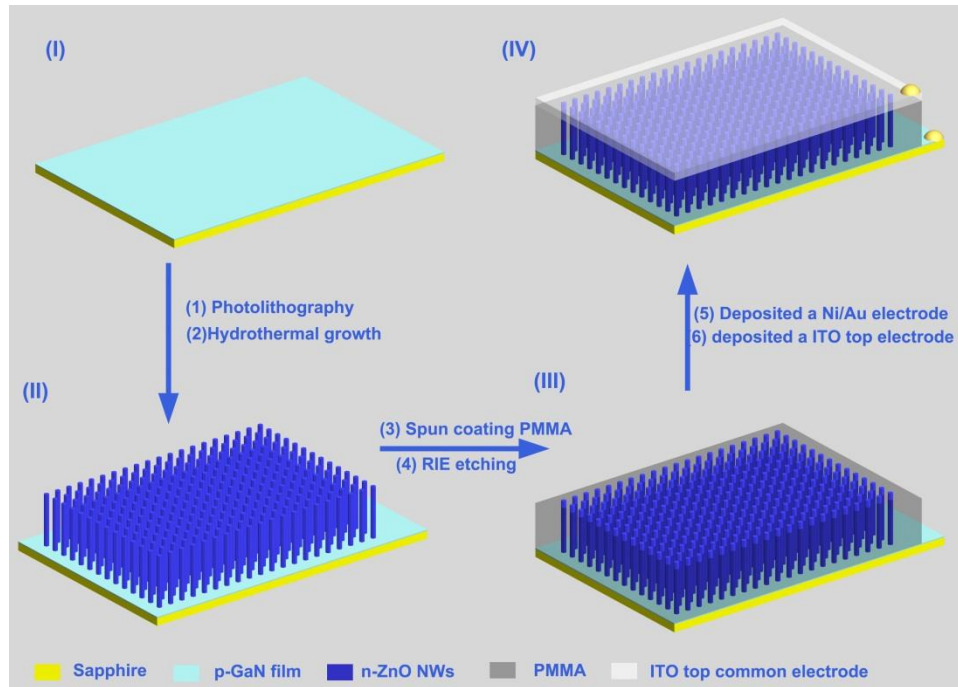 (I)
(IV)
(1) Photolithography
(2)Hydrothermal growth
(5) Deposited a Ni/Au electrode
(6) deposited a ITO top electrode
(II)
(III)
(3) Spun coating PMMA
(4) RIE etching
Sapphire
p-GaN film
n-ZnO NWs
PMMA
ITO top common electrode